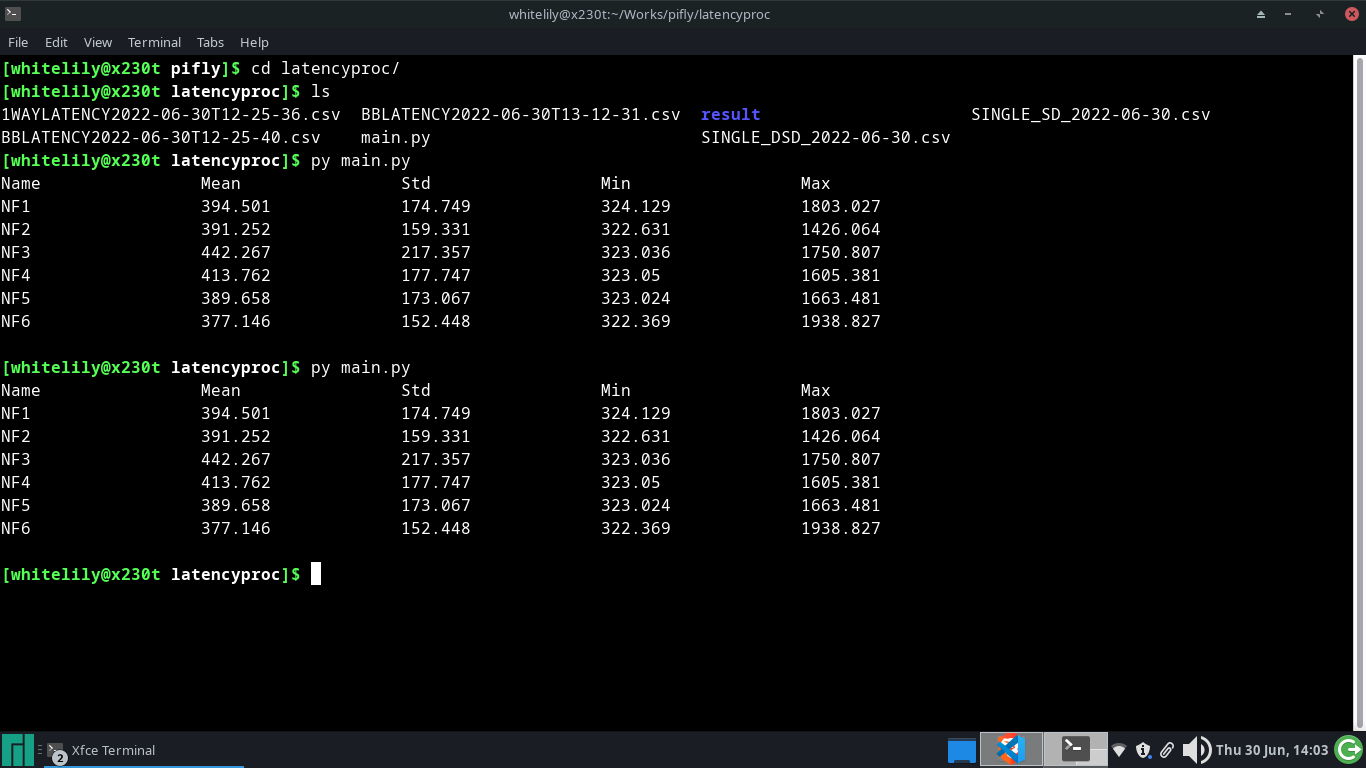 whitelily@x230t:~/Works/pifly/latencyproc
File Edit View Terminal Tabs Help
[whitelily@x230t pifly]$ cd latencyproc/
[whitelily@x230t latencyproc]$ ls
1WAYLATENCY2022-06-30T12-25-36.csv  BBLATENCY2022-06-30T13-12-31.csv  result                     SINGLE_SD_2022-06-30.csv
BBLATENCY2022-06-30T12-25-40.csv    main.py                           SINGLE_DSD_2022-06-30.csv
[whitelily@x230t latencyproc]$ py main.py
Name                Mean                Std                 Min                 Max
NF1                 394.501             174.749             324.129             1803.027
NF2                 391.252             159.331             322.631             1426.064
NF3                 442.267             217.357             323.036             1750.807
NF4                 413.762             177.747             323.05              1605.381
NF5                 389.658             173.067             323.024             1663.481
NF6                 377.146             152.448             322.369             1938.827
[whitelily@x230t latencyproc]$ py main.py
Name                Mean                Std                 Min                 Max
NF1                 394.501             174.749             324.129             1803.027
NF2                 391.252             159.331             322.631             1426.064
NF3                 442.267             217.357             323.036             1750.807
NF4                 413.762             177.747             323.05              1605.381
NF5                 389.658             173.067             323.024             1663.481
NF6                 377.146             152.448             322.369             1938.827
[whitelily@x230t latencyproc]$
2 Xfce Terminal Thu 30 Jun, 14:03